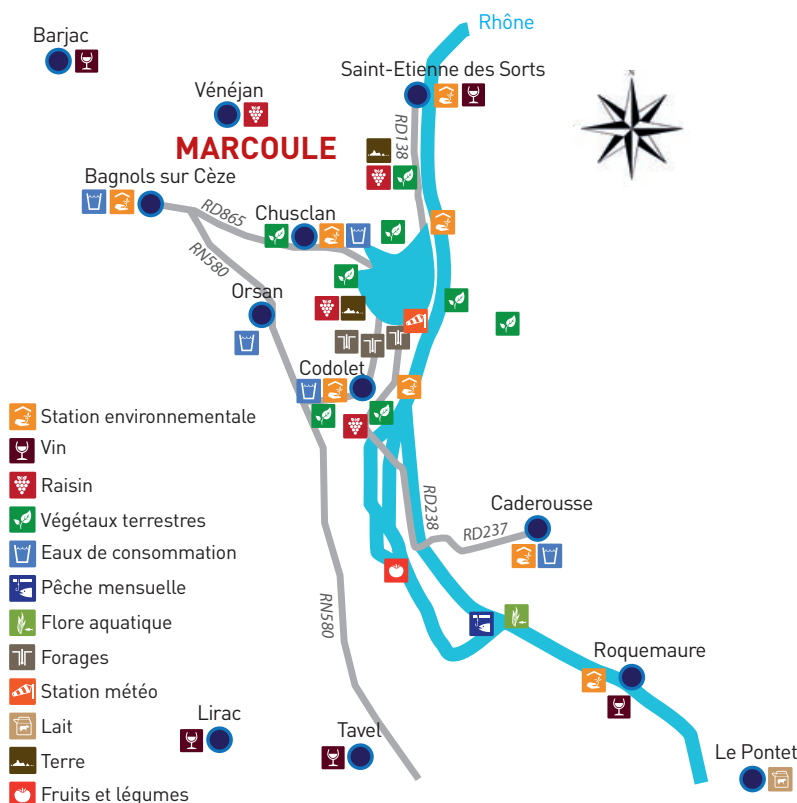 Rhône
Barjac
Saint-Etienne des Sorts
Vénéjan
MARCOULE
RD138
Bagnols sur Cèze
RD865
Chusclan
RN580
Orsan
Codolet
Station environnementale
Vin
Raisin
Végétaux terrestres
Eaux de consommation
Pêche mensuelle
Flore aquatique
Forages
Station météo
Lait
Terre
Fruits et légumes
RD238
Caderousse
RD237
RN580
Roquemaure
Lirac
Tavel
Le Pontet